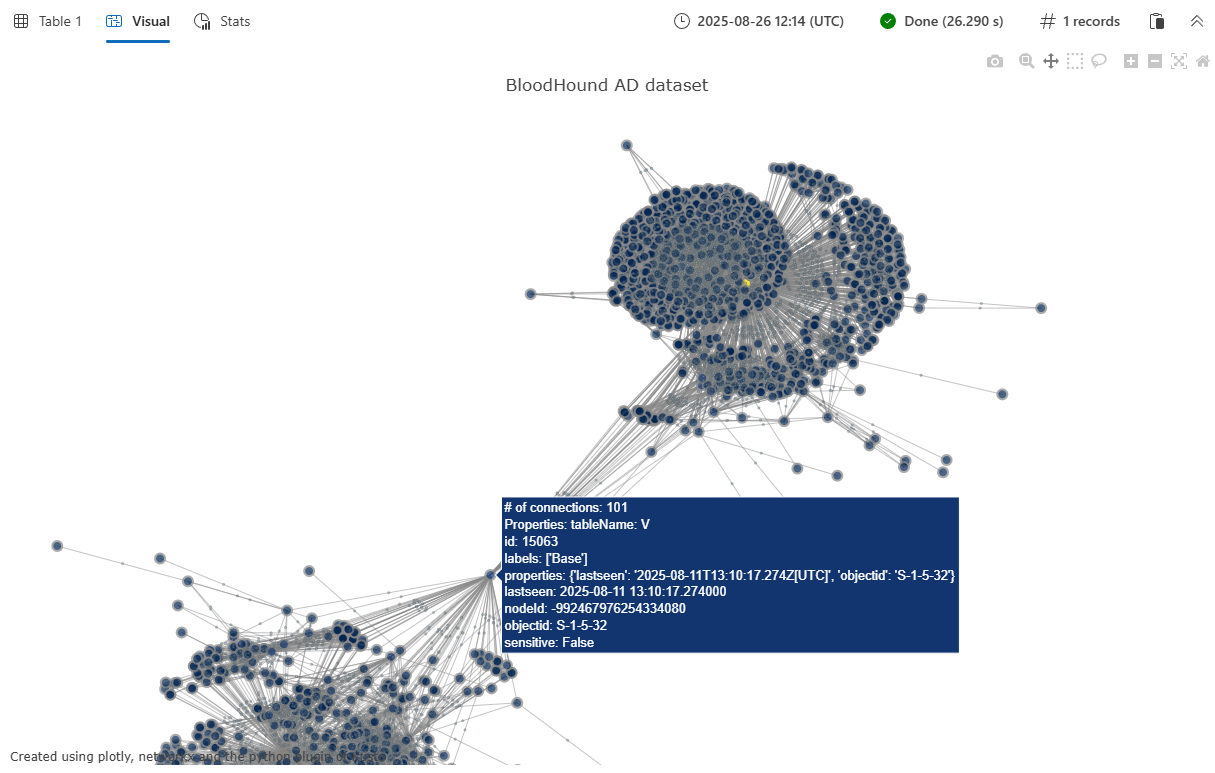 Table 1 Visual Stats 2025-08-26 12:14 (UTC) Done (26.290 s) 1 records
BloodHound AD dataset
# of connections: 101
Properties: tableName: V
id: 15063
labels: ['Base']
properties: {'lastseen': '2025-08-11T13:10:17.274Z[UTC]', 'objectid': 'S-1-5-32'}
lastseen: 2025-08-11 13:10:17.274000
nodeId: -992467976254334080
objectid: S-1-5-32
sensitive: False
Created using plotly, and the python plugin